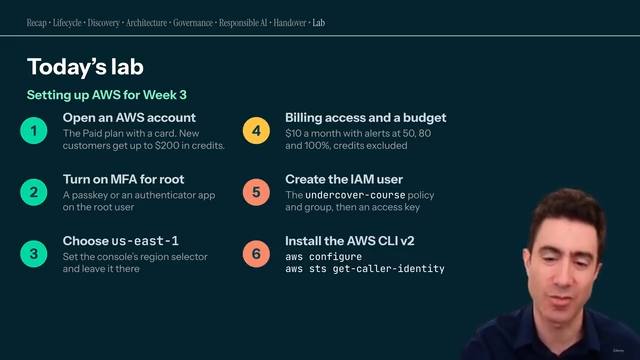 Recap • Lifecycle • Discovery • Architecture • Governance • Responsible AI • Handover • Lab
Today's lab
Setting up AWS for Week 3
1
Open an AWS account
The Paid plan with a card. New
customers get up to $200 in credits.
2
Turn on MFA for root
A passkey or an authenticator app
on the root user
3
Choose us-east-1
Set the console's region selector
and leave it there
4
Billing access and a budget
$10 a month with alerts at 50, 80
and 100%, credits excluded
5
Create the IAM user
The undercover-course policy
and group, then an access key
6
Install the AWS CLI v2
aws configure
aws sts get-caller-identity